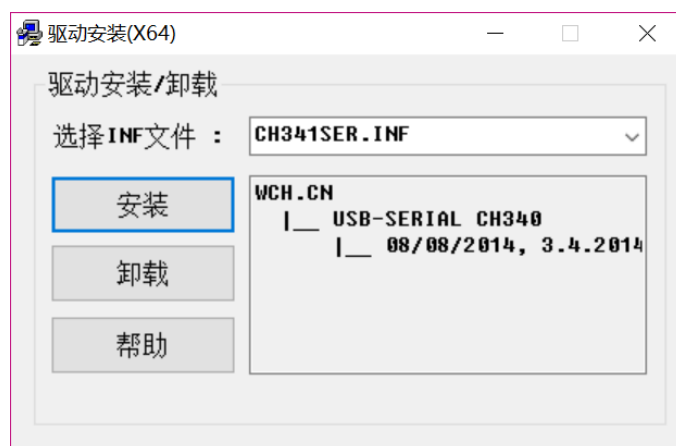 驱动安装(X64)
驱动安装/卸载
选择INF文件 : CH341SER.INF
安装
卸载
帮助
WCH.CN
|__ USB-SERIAL CH340
|__ 08/08/2014, 3.4.2014